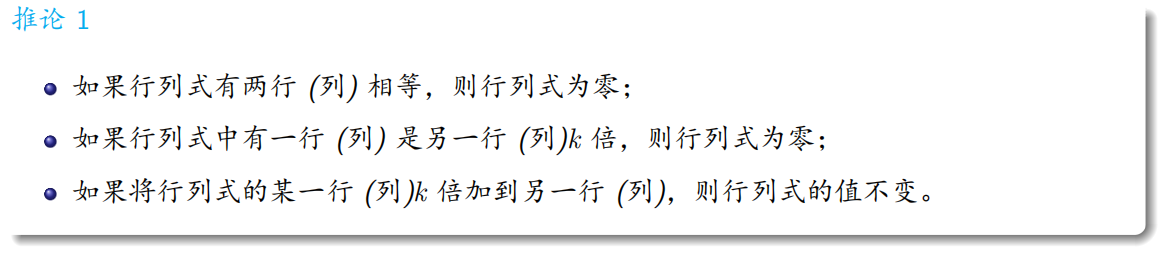 推论 1
如果行列式有两行 (列) 相等，则行列式为零；
如果行列式中有一行 (列) 是另一行 (列)k 倍，则行列式为零；
如果将行列式的某一行 (列)k 倍加到另一行 (列)，则行列式的值不变。